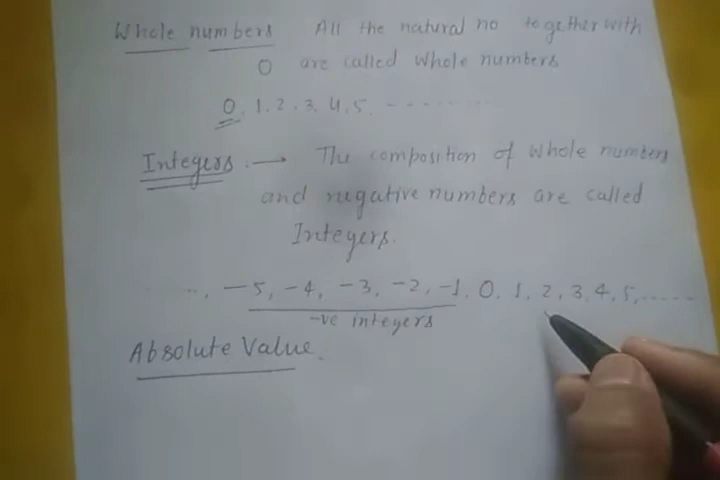 Whole numbers All the natural no together with
0 are called Whole numbers
0, 1, 2, 3, 4, 5, - - - - - - - -
Integers. → The composition of Whole numbers
and negative numbers are called
Integers.
....., -5, -4, -3, -2, -1, 0, 1, 2, 3, 4, 5, ......
-ve integers
Absolute Value.